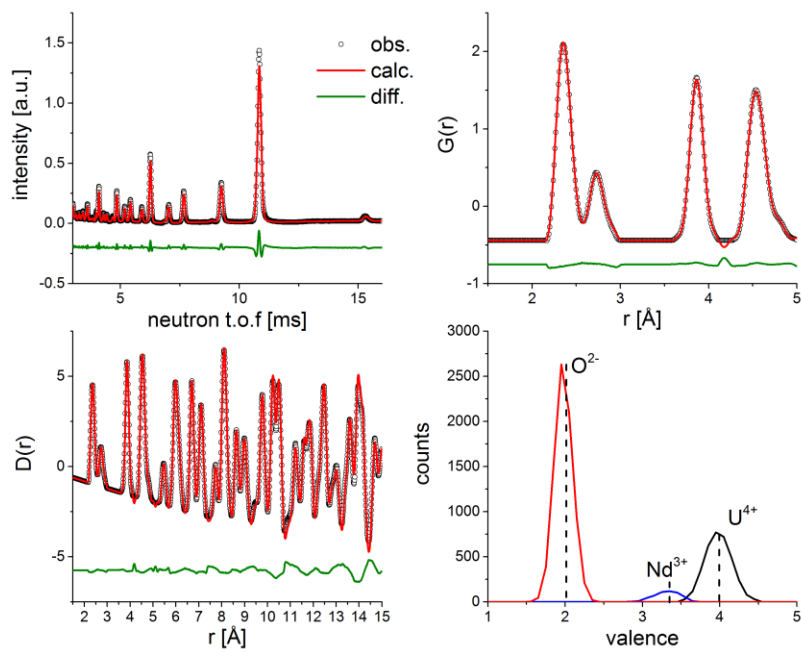 obs.
calc.
diff.
intensity [a.u.]
1.5
1.0
0.5
0.0
-0.5
5
10
15
neutron t.o.f [ms]
G(r)
2
1
0
-1
2
3
4
5
r [Å]
D(r)
5
0
-5
2 3 4 5 6 7 8 9 10 11 12 13 14 15
r [Å]
counts
3000
2500
2000
1500
1000
500
0
O²⁻
Nd³⁺
U⁴⁺
1
2
3
4
5
valence